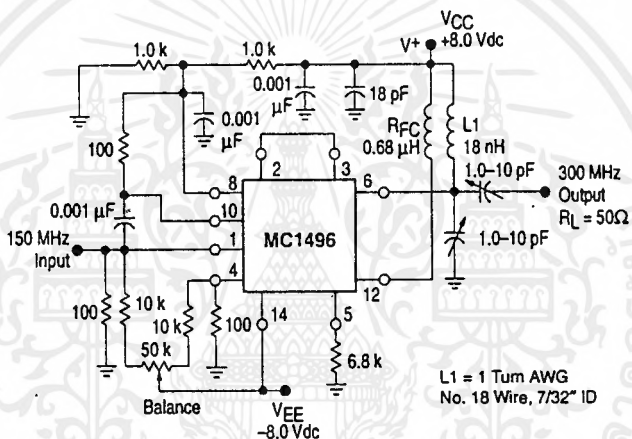 VCC
V+
+8.0 Vdc
1.0 k
1.0 k
0.001
µF
18 pF
0.001
µF
RFC
0.68 µH
L1
18 nH
100
2
3
8
6
1.0–10 pF
300 MHz
Output
RL = 50Ω
0.001 µF
10
150 MHz
Input
1
MC1496
1.0–10 pF
4
12
100
10 k
10 k
100
14
5
50 k
6.8 k
Balance
VEE
–8.0 Vdc
L1 = 1 Turn AWG
No. 18 Wire, 7/32" ID